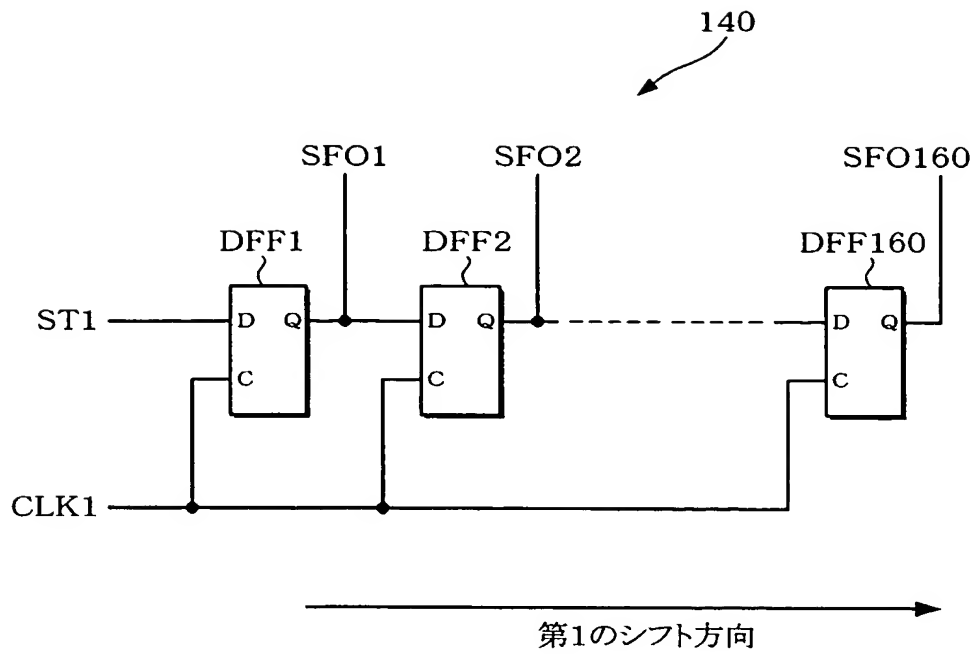 140
SFO1
SFO2
SFO160
DFF1
DFF2
DFF160
ST1
D
Q
D
Q
D
Q
C
C
C
CLK1
第1のシフト方向